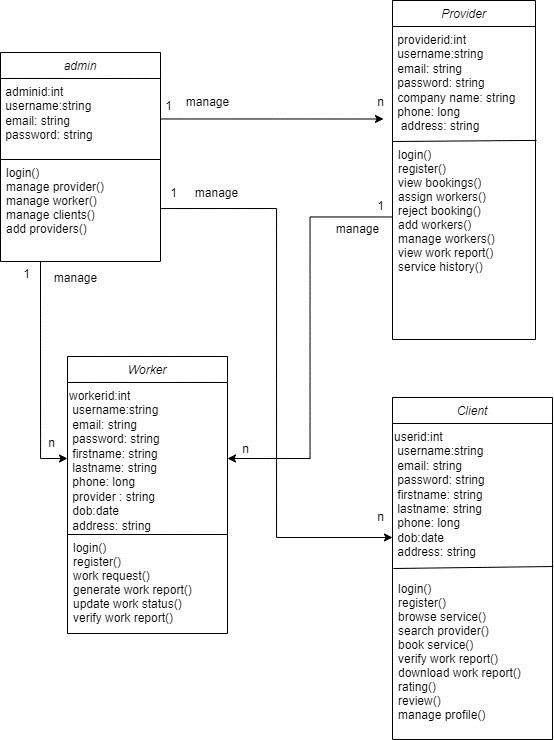 Provider
providerid:int
username:string
email: string
password: string
company name: string
phone: long
address: string
login()
register()
view bookings()
assign workers()
reject booking()
add workers()
manage workers()
view work report()
service history()
admin
adminid:int
username:string
email: string
password: string
login()
manage provider()
manage worker()
manage clients()
add providers()
1 manage n
1 manage
1
manage
1 manage
n
n
n
Worker
workerid:int
username:string
email: string
password: string
firstname: string
lastname: string
phone: long
provider : string
dob:date
address: string
login()
register()
work request()
generate work report()
update work status()
verify work report()
Client
userid:int
username:string
email: string
password: string
firstname: string
lastname: string
phone: long
dob:date
address: string
login()
register()
browse service()
search provider()
book service()
verify work report()
download work report()
rating()
review()
manage profile()